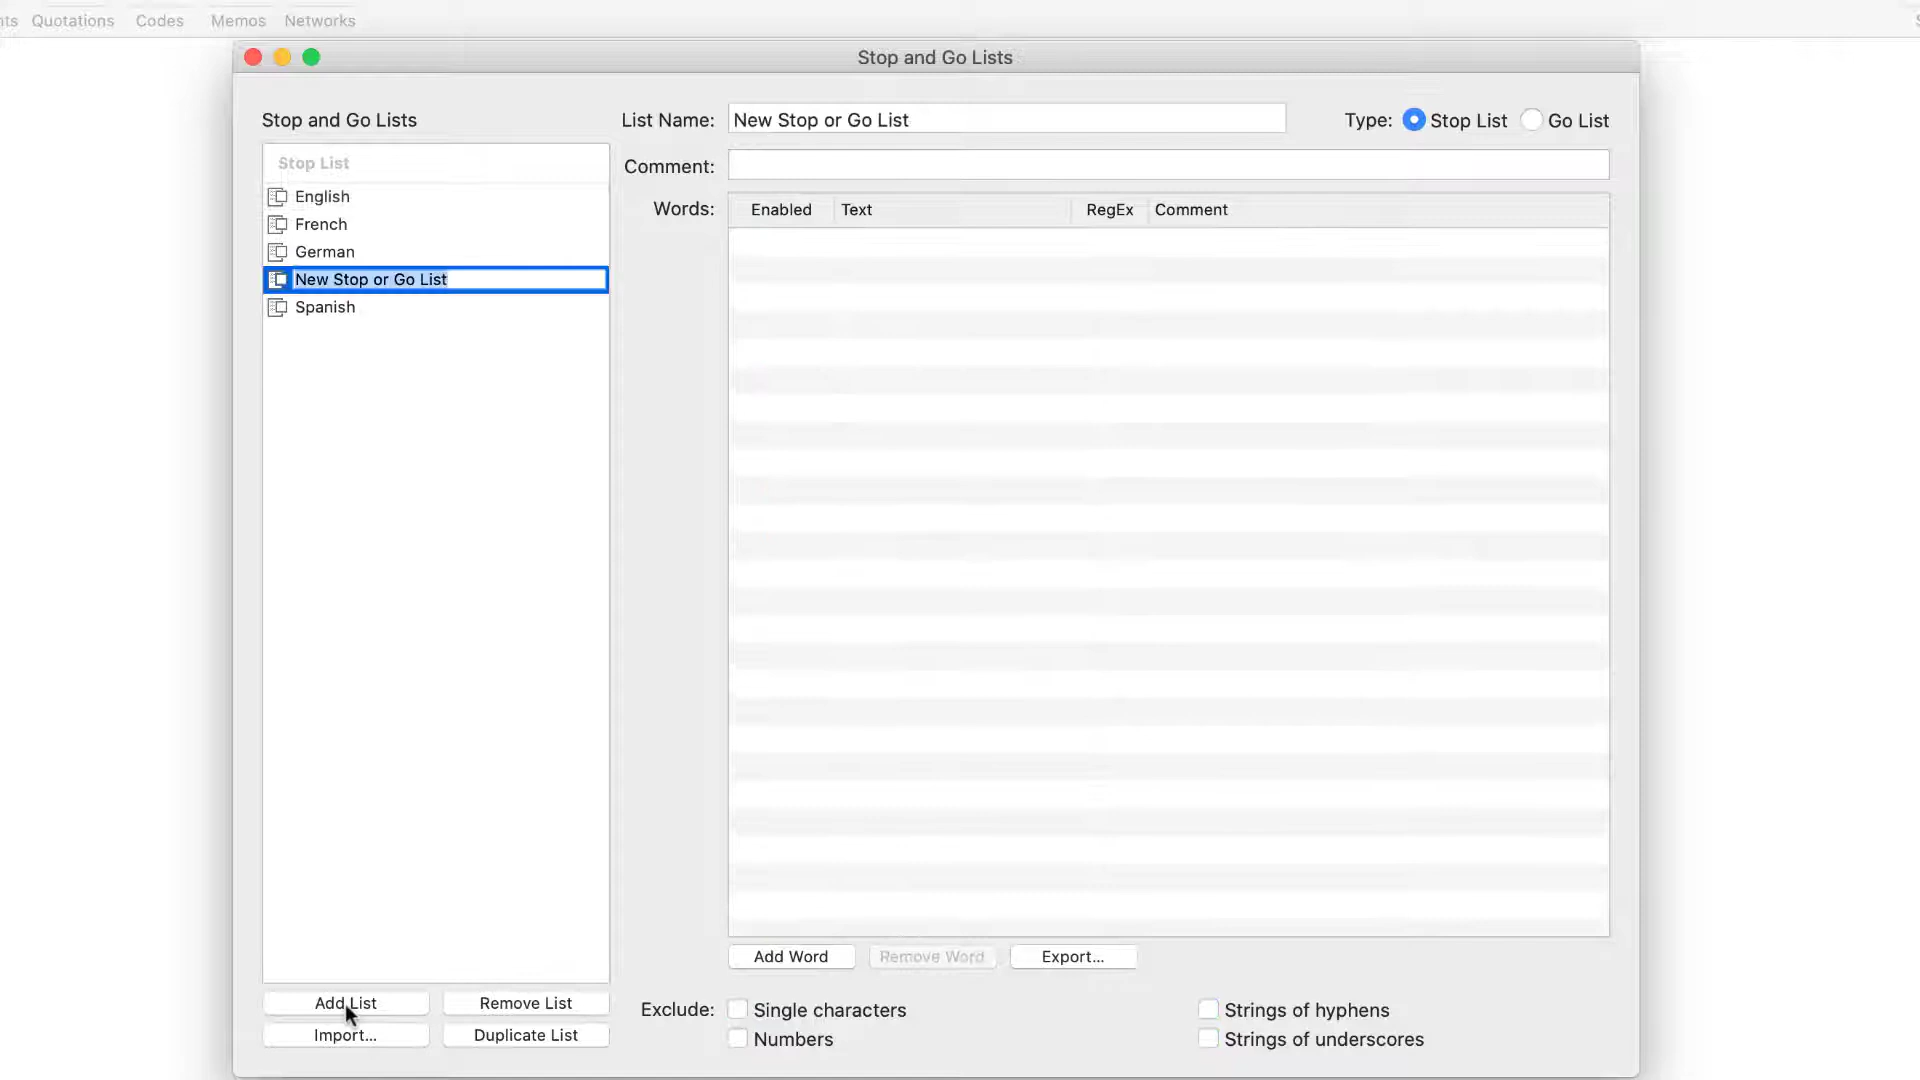 nts Quotations Codes Memos Networks
Stop and Go Lists
Stop and Go Lists
List Name: New Stop or Go List
Type: Stop List Go List
Stop List
Comment:
English
French
German
New Stop or Go List
Spanish
Words:
Enabled Text RegEx Comment
Add Word Remove Word Export...
Add List Remove List
Import... Duplicate List
Exclude: Single characters Strings of hyphens
Numbers Strings of underscores